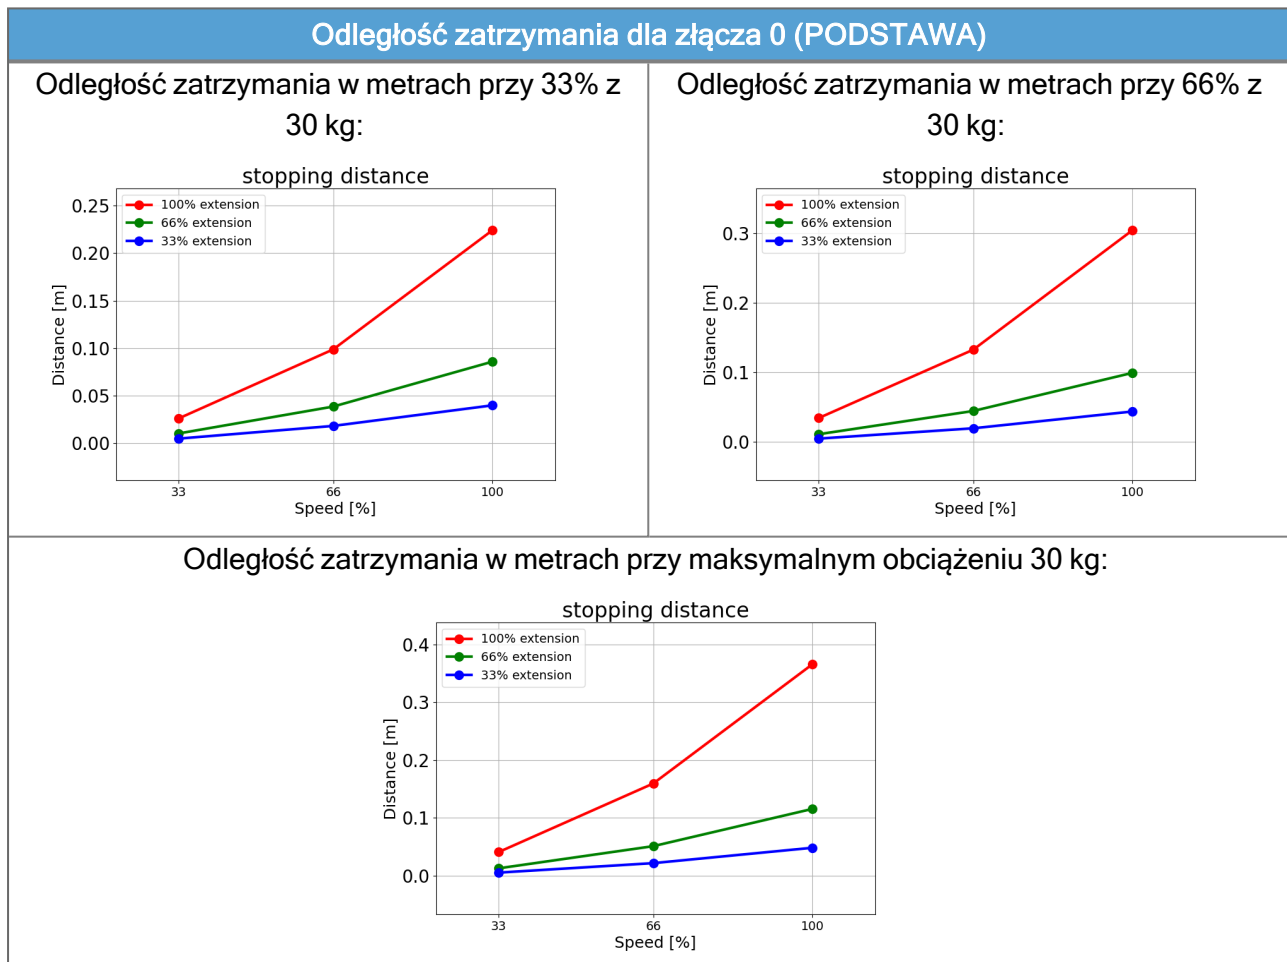 Odległość zatrzymania dla złącza 0 (PODSTAWA)
Odległość zatrzymania w metrach przy 33% z
30 kg:
stopping distance
100% extension
66% extension
33% extension
0.25
0.20
0.15
0.10
0.05
0.00
Distance [m]
33
66
100
Speed [%]
Odległość zatrzymania w metrach przy 66% z
30 kg:
stopping distance
100% extension
66% extension
33% extension
0.3
0.2
0.1
0.0
Distance [m]
33
66
100
Speed [%]
Odległość zatrzymania w metrach przy maksymalnym obciążeniu 30 kg:
stopping distance
100% extension
66% extension
33% extension
0.4
0.3
0.2
0.1
0.0
Distance [m]
33
66
100
Speed [%]